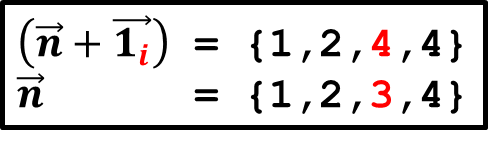 (n⃗ + 1⃗ᵢ) = {1,2,4,4}
n⃗ = {1,2,3,4}